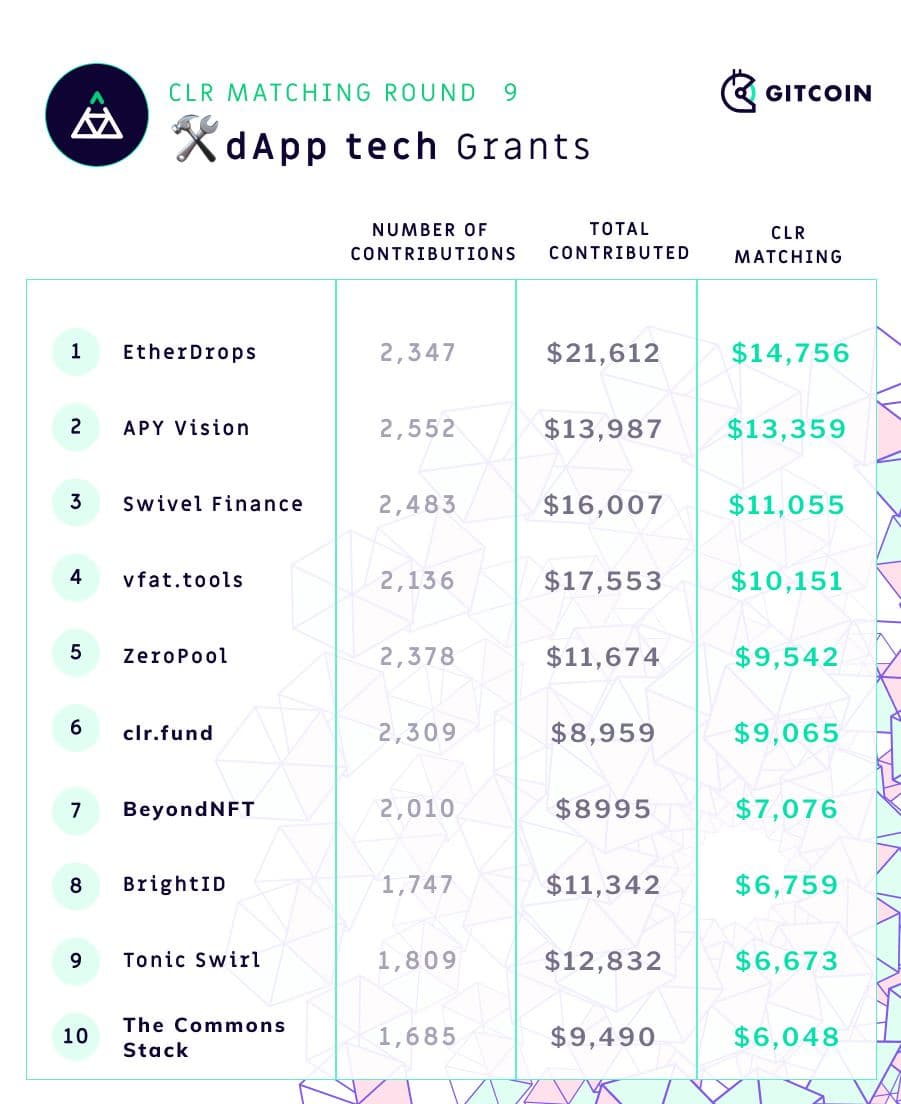 CLR MATCHING ROUND 9
GITCOIN
dApp tech Grants
NUMBER OF
CONTRIBUTIONS
TOTAL
CONTRIBUTED
CLR
MATCHING
1 EtherDrops 2,347 $21,612 $14,756
2 APY Vision 2,552 $13,987 $13,359
3 Swivel Finance 2,483 $16,007 $11,055
4 vfat.tools 2,136 $17,553 $10,151
5 ZeroPool 2,378 $11,674 $9,542
6 clr.fund 2,309 $8,959 $9,065
7 BeyondNFT 2,010 $8995 $7,076
8 BrightID 1,747 $11,342 $6,759
9 Tonic Swirl 1,809 $12,832 $6,673
10 The Commons
Stack 1,685 $9,490 $6,048